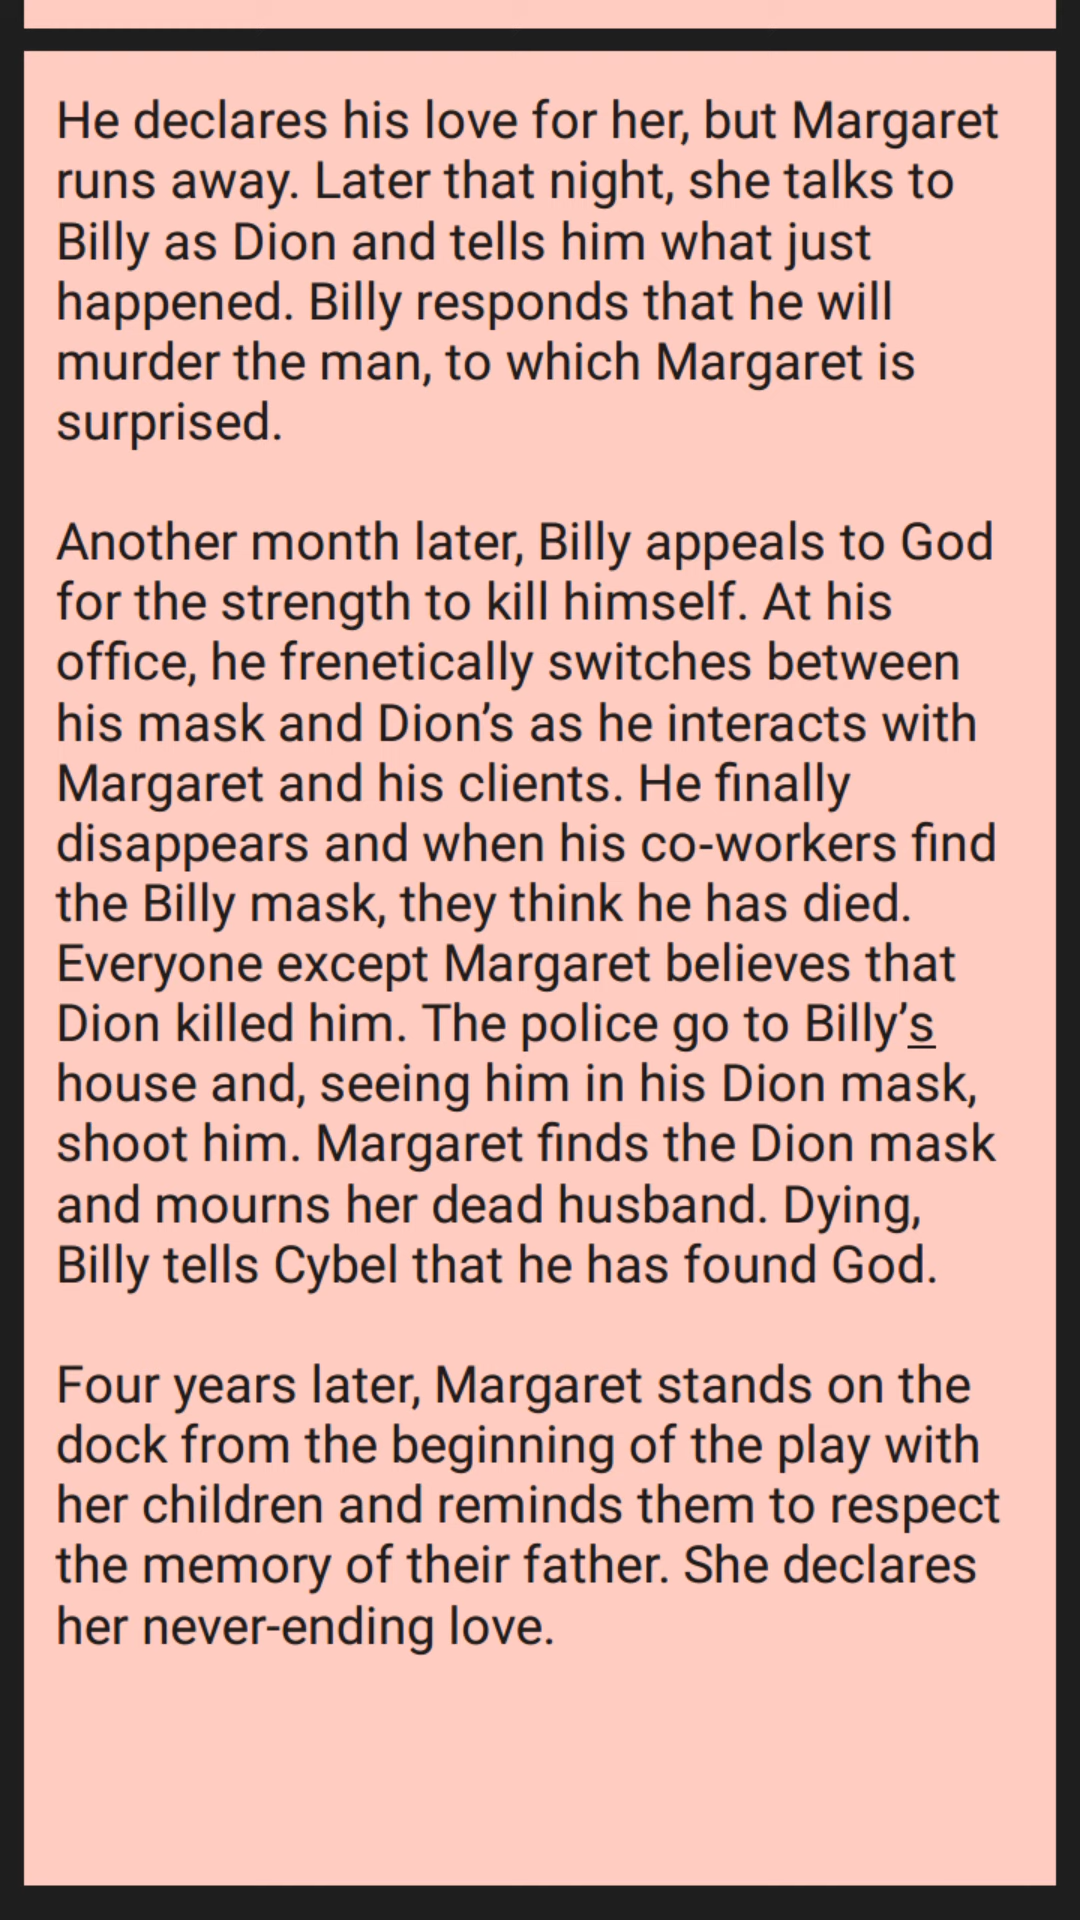 He declares his love for her, but Margaret
runs away. Later that night, she talks to
Billy as Dion and tells him what just
happened. Billy responds that he will
murder the man, to which Margaret is
surprised.
Another month later, Billy appeals to God
for the strength to kill himself. At his
office, he frenetically switches between
his mask and Dion’s as he interacts with
Margaret and his clients. He finally
disappears and when his co-workers find
the Billy mask, they think he has died.
Everyone except Margaret believes that
Dion killed him. The police go to Billy’s
house and, seeing him in his Dion mask,
shoot him. Margaret finds the Dion mask
and mourns her dead husband. Dying,
Billy tells Cybel that he has found God.
Four years later, Margaret stands on the
dock from the beginning of the play with
her children and reminds them to respect
the memory of their father. She declares
her never-ending love.